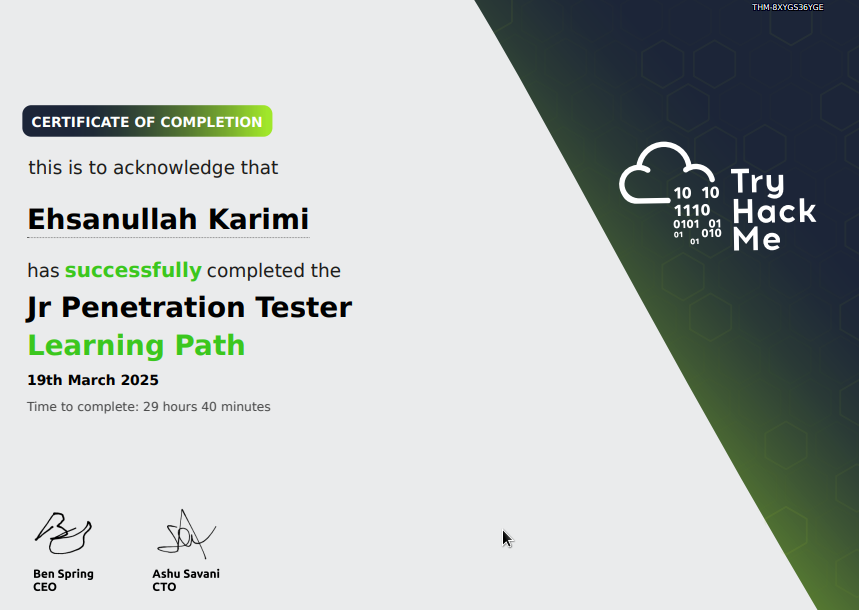 THM-8XYGS36YGE
CERTIFICATE OF COMPLETION
this is to acknowledge that
Ehsanullah Karimi
has successfully completed the
Jr Penetration Tester
Learning Path
19th March 2025
Time to complete: 29 hours 40 minutes
10 10
1110
0101 01
01 010
01
Try
Hack
Me
Ben Spring
CEO
Ashu Savani
CTO